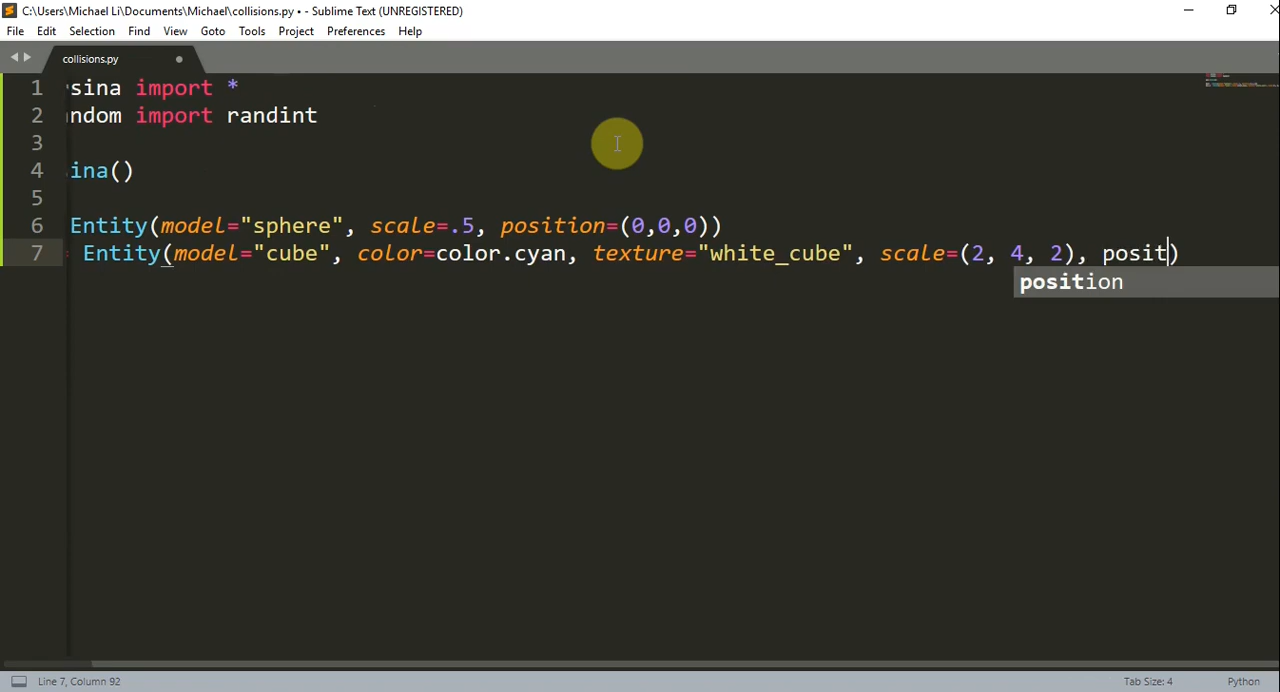 C:\Users\Michael Li\Documents\Michael\collisions.py • - Sublime Text (UNREGISTERED)
File Edit Selection Find View Goto Tools Project Preferences Help
collisions.py
1 rsina import *
2 ndom import randint
3
4 ina()
5
6 Entity(model="sphere", scale=.5, position=(0,0,0))
7 = Entity(model="cube", color=color.cyan, texture="white_cube", scale=(2, 4, 2), posit)
position
Line 7, Column 92 Tab Size: 4 Python